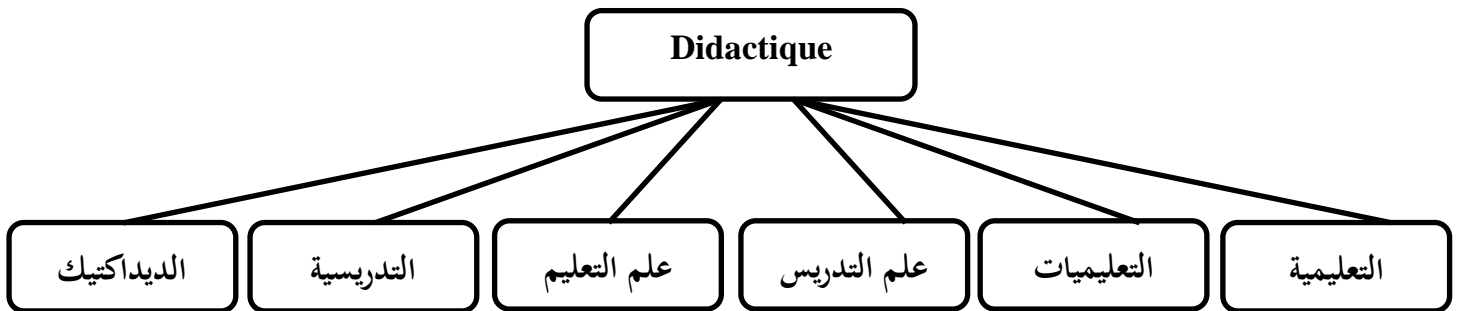 Didactique
التعليمية
التعليميات
علم التدريس
علم التعليم
التدريسية
الديداكتيك